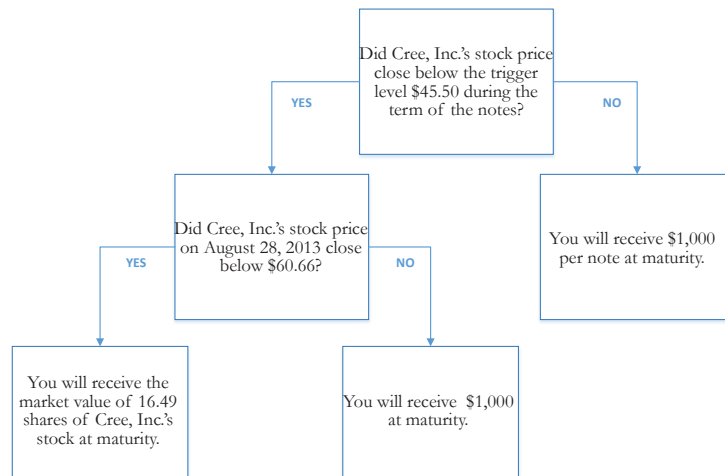 Did Cree, Inc.'s stock price
close below the trigger
level $45.50 during the
term of the notes?
YES
NO
Did Cree, Inc.'s stock price
on August 28, 2013 close
below $60.66?
You will receive $1,000
per note at maturity.
YES
NO
You will receive the
market value of 16.49
shares of Cree, Inc.'s
stock at maturity.
You will receive $1,000
at maturity.